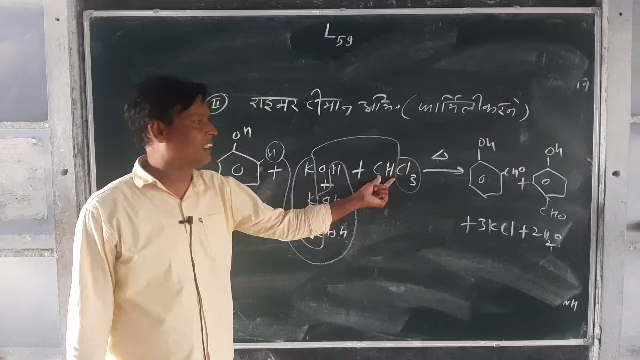 L59
(II) राइमर टीमान अभि॰ (फार्मिलीकरण)
OH OH OH
H + KOH + CHCl3 Δ → CHO +
+
CHO
+3KCl + 2H2O